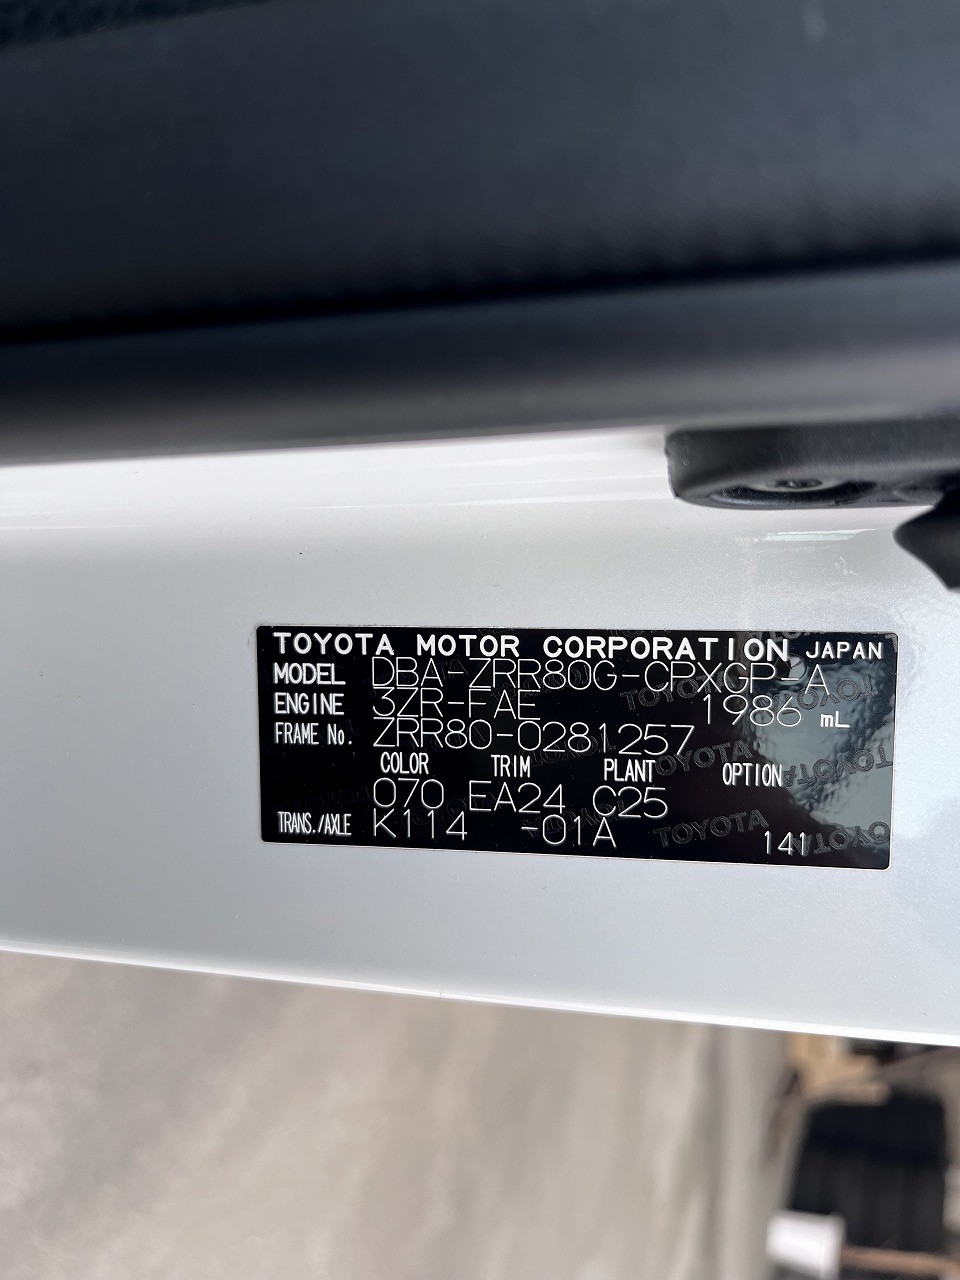 TOYOTA MOTOR CORPORATION JAPAN
MODEL DBA-ZRR80G-CPXGP-A
ENGINE 3ZR-FAE 1986 mL
FRAME No. ZRR80-0281257
COLOR TRIM PLANT OPTION
070 EA24 C25
TRANS./AXLE K114 -01A 141